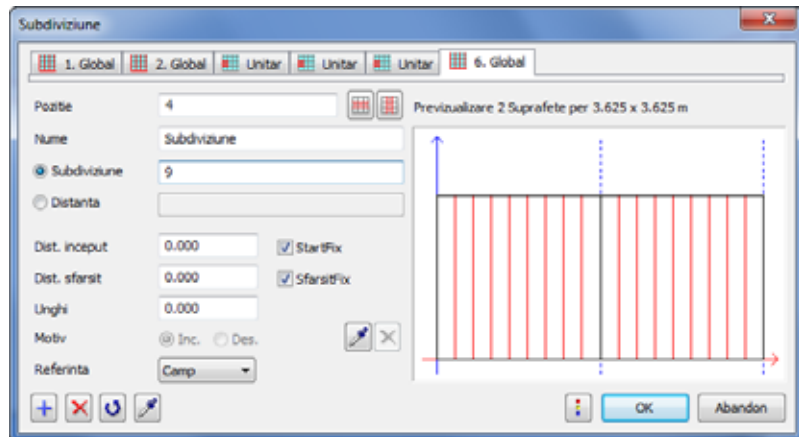 Subdiviziune
1. Global 2. Global Unitar Unitar Unitar 6. Global
Pozitie 4 Previzualizare 2 Suprafete per 3.625 x 3.625 m
Nume Subdiviziune
Subdiviziune 9
Distanta
Dist. inceput 0.000 StartFix
Dist. sfarsit 0.000 SfarsitFix
Unghi 0.000
Motiv Inc. Des.
Referinta Camp
OK Abandon